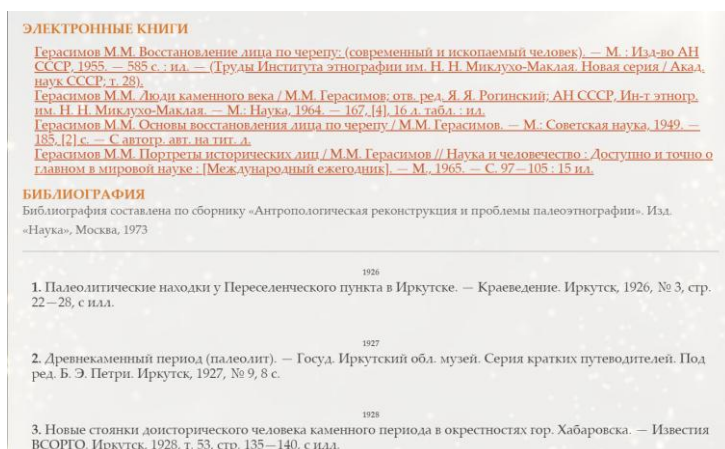 ЭЛЕКТРОННЫЕ КНИГИ
Герасимов М.М. Восстановление лица по черепу: (современный и ископаемый человек). — М. : Изд-во АН
СССР, 1955. — 585 с. : ил. — (Труды Института этнографии им. Н. Н. Миклухо-Маклая. Новая серия / Акад.
наук СССР; т. 28).
Герасимов М.М. Люди каменного века / М.М. Герасимов; отв. ред. Я. Я. Рогинский; АН СССР, Ин-т этногр.
им. Н. Н. Миклухо-Маклая. — М.: Наука, 1964. — 167, [4], 16 л. табл. : ил.
Герасимов М.М. Основы восстановления лица по черепу / М.М. Герасимов. — М.: Советская наука, 1949. —
185, [2] с. — С автогр. авт. на тит. л.
Герасимов М.М. Портреты исторических лиц / М.М. Герасимов // Наука и человечество : Доступно и точно о
главном в мировой науке : [Международный ежегодник]. — М., 1965. — С. 97—105 : 15 ил.
БИБЛИОГРАФИЯ
Библиография составлена по сборнику «Антропологическая реконструкция и проблемы палеоэтнографии». Изд.
«Наука», Москва, 1973
1926
1. Палеолитические находки у Переселенческого пункта в Иркутске. — Краеведение. Иркутск, 1926, № 3, стр.
22—28, с илл.
1927
2. Древнекаменный период (палеолит). — Госуд. Иркутский обл. музей. Серия кратких путеводителей. Под
ред. Б. Э. Петри. Иркутск, 1927, № 9, 8 с.
1928
3. Новые стоянки доисторического человека каменного периода в окрестностях гор. Хабаровска. — Известия
ВСОРГО. Иркутск, 1928, т. 53, стр. 135—140, с илл.